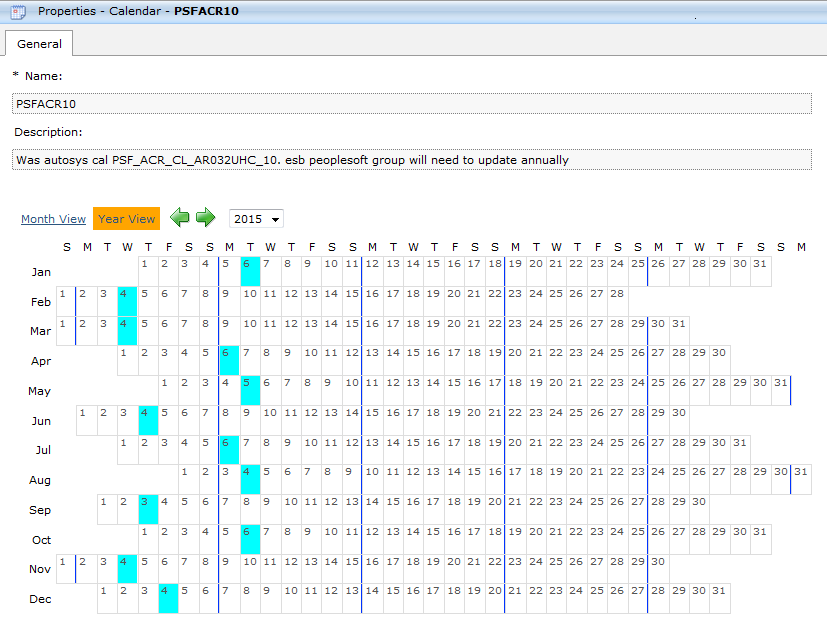 Properties - Calendar - PSFACR10
General
* Name:
PSFACR10
Description:
Was autosys cal PSF_ACR_CL_AR032UHC_10. esb peoplesoft group will need to update annually
Month View Year View 2015
S M T W T F S S M T W T F S S M T W T F S S M T W T F S S M T W T F S S M
Jan 1 2 3 4 5 6 7 8 9 10 11 12 13 14 15 16 17 18 19 20 21 22 23 24 25 26 27 28 29 30 31
Feb 1 2 3 4 5 6 7 8 9 10 11 12 13 14 15 16 17 18 19 20 21 22 23 24 25 26 27 28
Mar 1 2 3 4 5 6 7 8 9 10 11 12 13 14 15 16 17 18 19 20 21 22 23 24 25 26 27 28 29 30 31
Apr 1 2 3 4 5 6 7 8 9 10 11 12 13 14 15 16 17 18 19 20 21 22 23 24 25 26 27 28 29 30
May 1 2 3 4 5 6 7 8 9 10 11 12 13 14 15 16 17 18 19 20 21 22 23 24 25 26 27 28 29 30 31
Jun 1 2 3 4 5 6 7 8 9 10 11 12 13 14 15 16 17 18 19 20 21 22 23 24 25 26 27 28 29 30
Jul 1 2 3 4 5 6 7 8 9 10 11 12 13 14 15 16 17 18 19 20 21 22 23 24 25 26 27 28 29 30 31
Aug 1 2 3 4 5 6 7 8 9 10 11 12 13 14 15 16 17 18 19 20 21 22 23 24 25 26 27 28 29 30 31
Sep 1 2 3 4 5 6 7 8 9 10 11 12 13 14 15 16 17 18 19 20 21 22 23 24 25 26 27 28 29 30
Oct 1 2 3 4 5 6 7 8 9 10 11 12 13 14 15 16 17 18 19 20 21 22 23 24 25 26 27 28 29 30 31
Nov 1 2 3 4 5 6 7 8 9 10 11 12 13 14 15 16 17 18 19 20 21 22 23 24 25 26 27 28 29 30
Dec 1 2 3 4 5 6 7 8 9 10 11 12 13 14 15 16 17 18 19 20 21 22 23 24 25 26 27 28 29 30 31